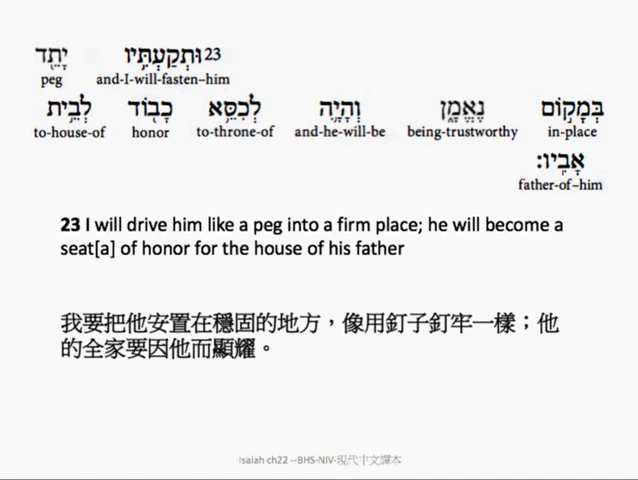 23 וּתְקַעְתִּ֥יו יָתֵ֖ד
and-I-will-fasten–him peg
בְּמָק֣וֹם נֶאֱמָ֑ן וְהָיָ֛ה לְכִסֵּ֥א כָב֖וֹד לְבֵ֥ית
in-place being-trustworthy and-he-will-be to-throne-of honor to-house-of
אָבִֽיו׃
father-of–him
23 I will drive him like a peg into a firm place; he will become a
seat[a] of honor for the house of his father
我要把他安置在穩固的地方，像用釘子釘牢一樣；他
的全家要因他而顯耀。
Isaiah ch22 --BHS-NIV-現代中文譯本